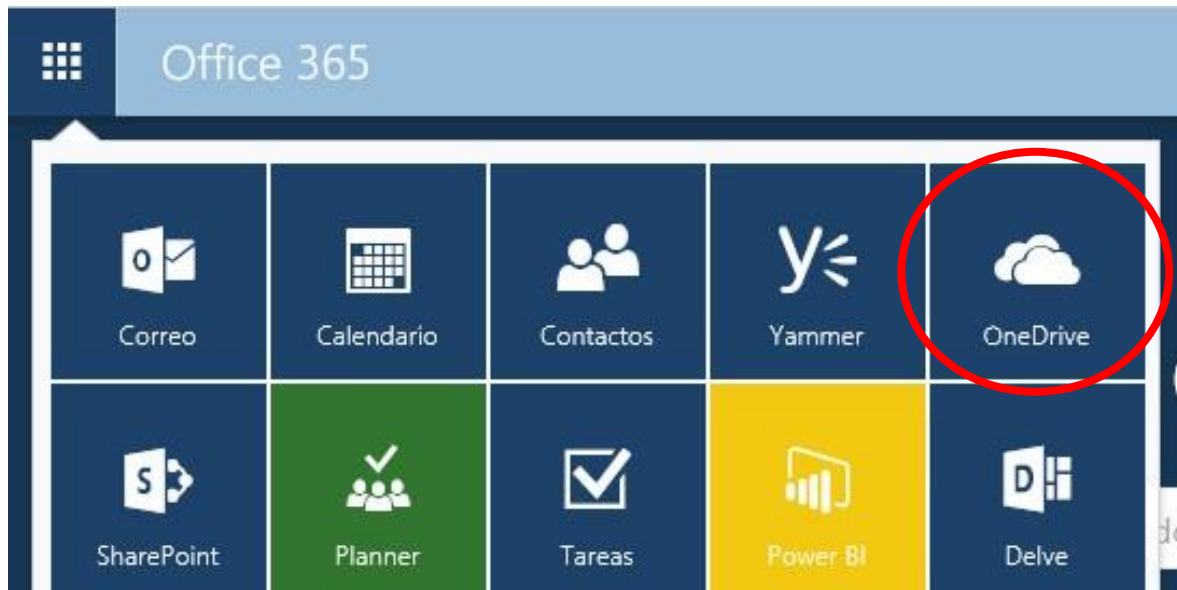 Office 365
Correo Calendario Contactos Yammer OneDrive
SharePoint Planner Tareas Power BI Delve